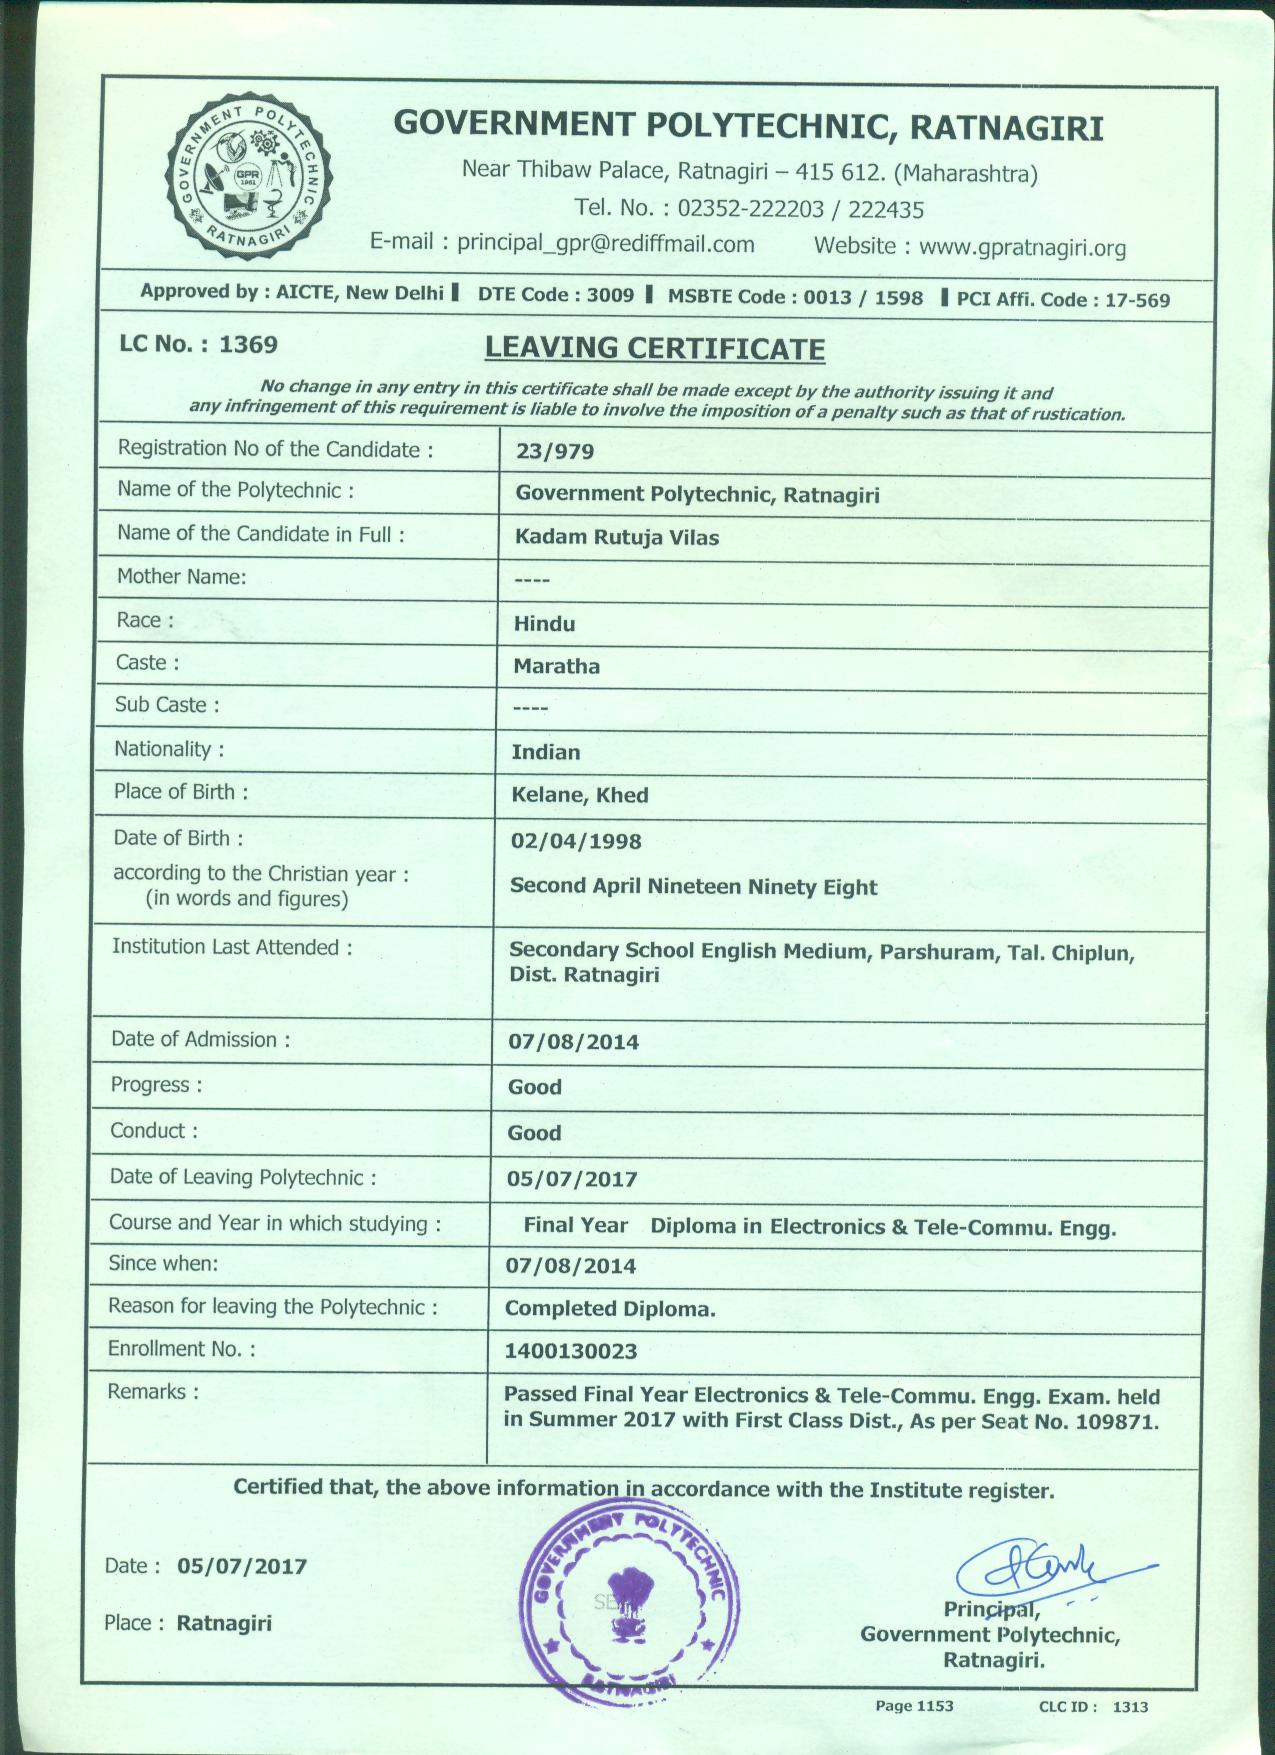 GOVERNMENT POLYTECHNIC
GPR
1961
RATNAGIRI
GOVERNMENT POLYTECHNIC, RATNAGIRI
Near Thibaw Palace, Ratnagiri – 415 612. (Maharashtra)
Tel. No. : 02352-222203 / 222435
E-mail : principal_gpr@rediffmail.com Website : www.gpratnagiri.org
Approved by : AICTE, New Delhi | DTE Code : 3009 | MSBTE Code : 0013 / 1598 | PCI Affi. Code : 17-569
LC No. : 1369 LEAVING CERTIFICATE
No change in any entry in this certificate shall be made except by the authority issuing it and
any infringement of this requirement is liable to involve the imposition of a penalty such as that of rustication.
Registration No of the Candidate : 23/979
Name of the Polytechnic : Government Polytechnic, Ratnagiri
Name of the Candidate in Full : Kadam Rutuja Vilas
Mother Name: ----
Race : Hindu
Caste : Maratha
Sub Caste : ----
Nationality : Indian
Place of Birth : Kelane, Khed
Date of Birth : 02/04/1998
according to the Christian year : Second April Nineteen Ninety Eight
(in words and figures)
Institution Last Attended : Secondary School English Medium, Parshuram, Tal. Chiplun,
Dist. Ratnagiri
Date of Admission : 07/08/2014
Progress : Good
Conduct : Good
Date of Leaving Polytechnic : 05/07/2017
Course and Year in which studying : Final Year Diploma in Electronics & Tele-Commu. Engg.
Since when: 07/08/2014
Reason for leaving the Polytechnic : Completed Diploma.
Enrollment No. : 1400130023
Remarks : Passed Final Year Electronics & Tele-Commu. Engg. Exam. held
in Summer 2017 with First Class Dist., As per Seat No. 109871.
Certified that, the above information in accordance with the Institute register.
GOVERNMENT POLYTECHNIC
RATNAGIRI
Date : 05/07/2017
Place : Ratnagiri
Principal,
Government Polytechnic,
Ratnagiri.
Page 1153 CLC ID : 1313